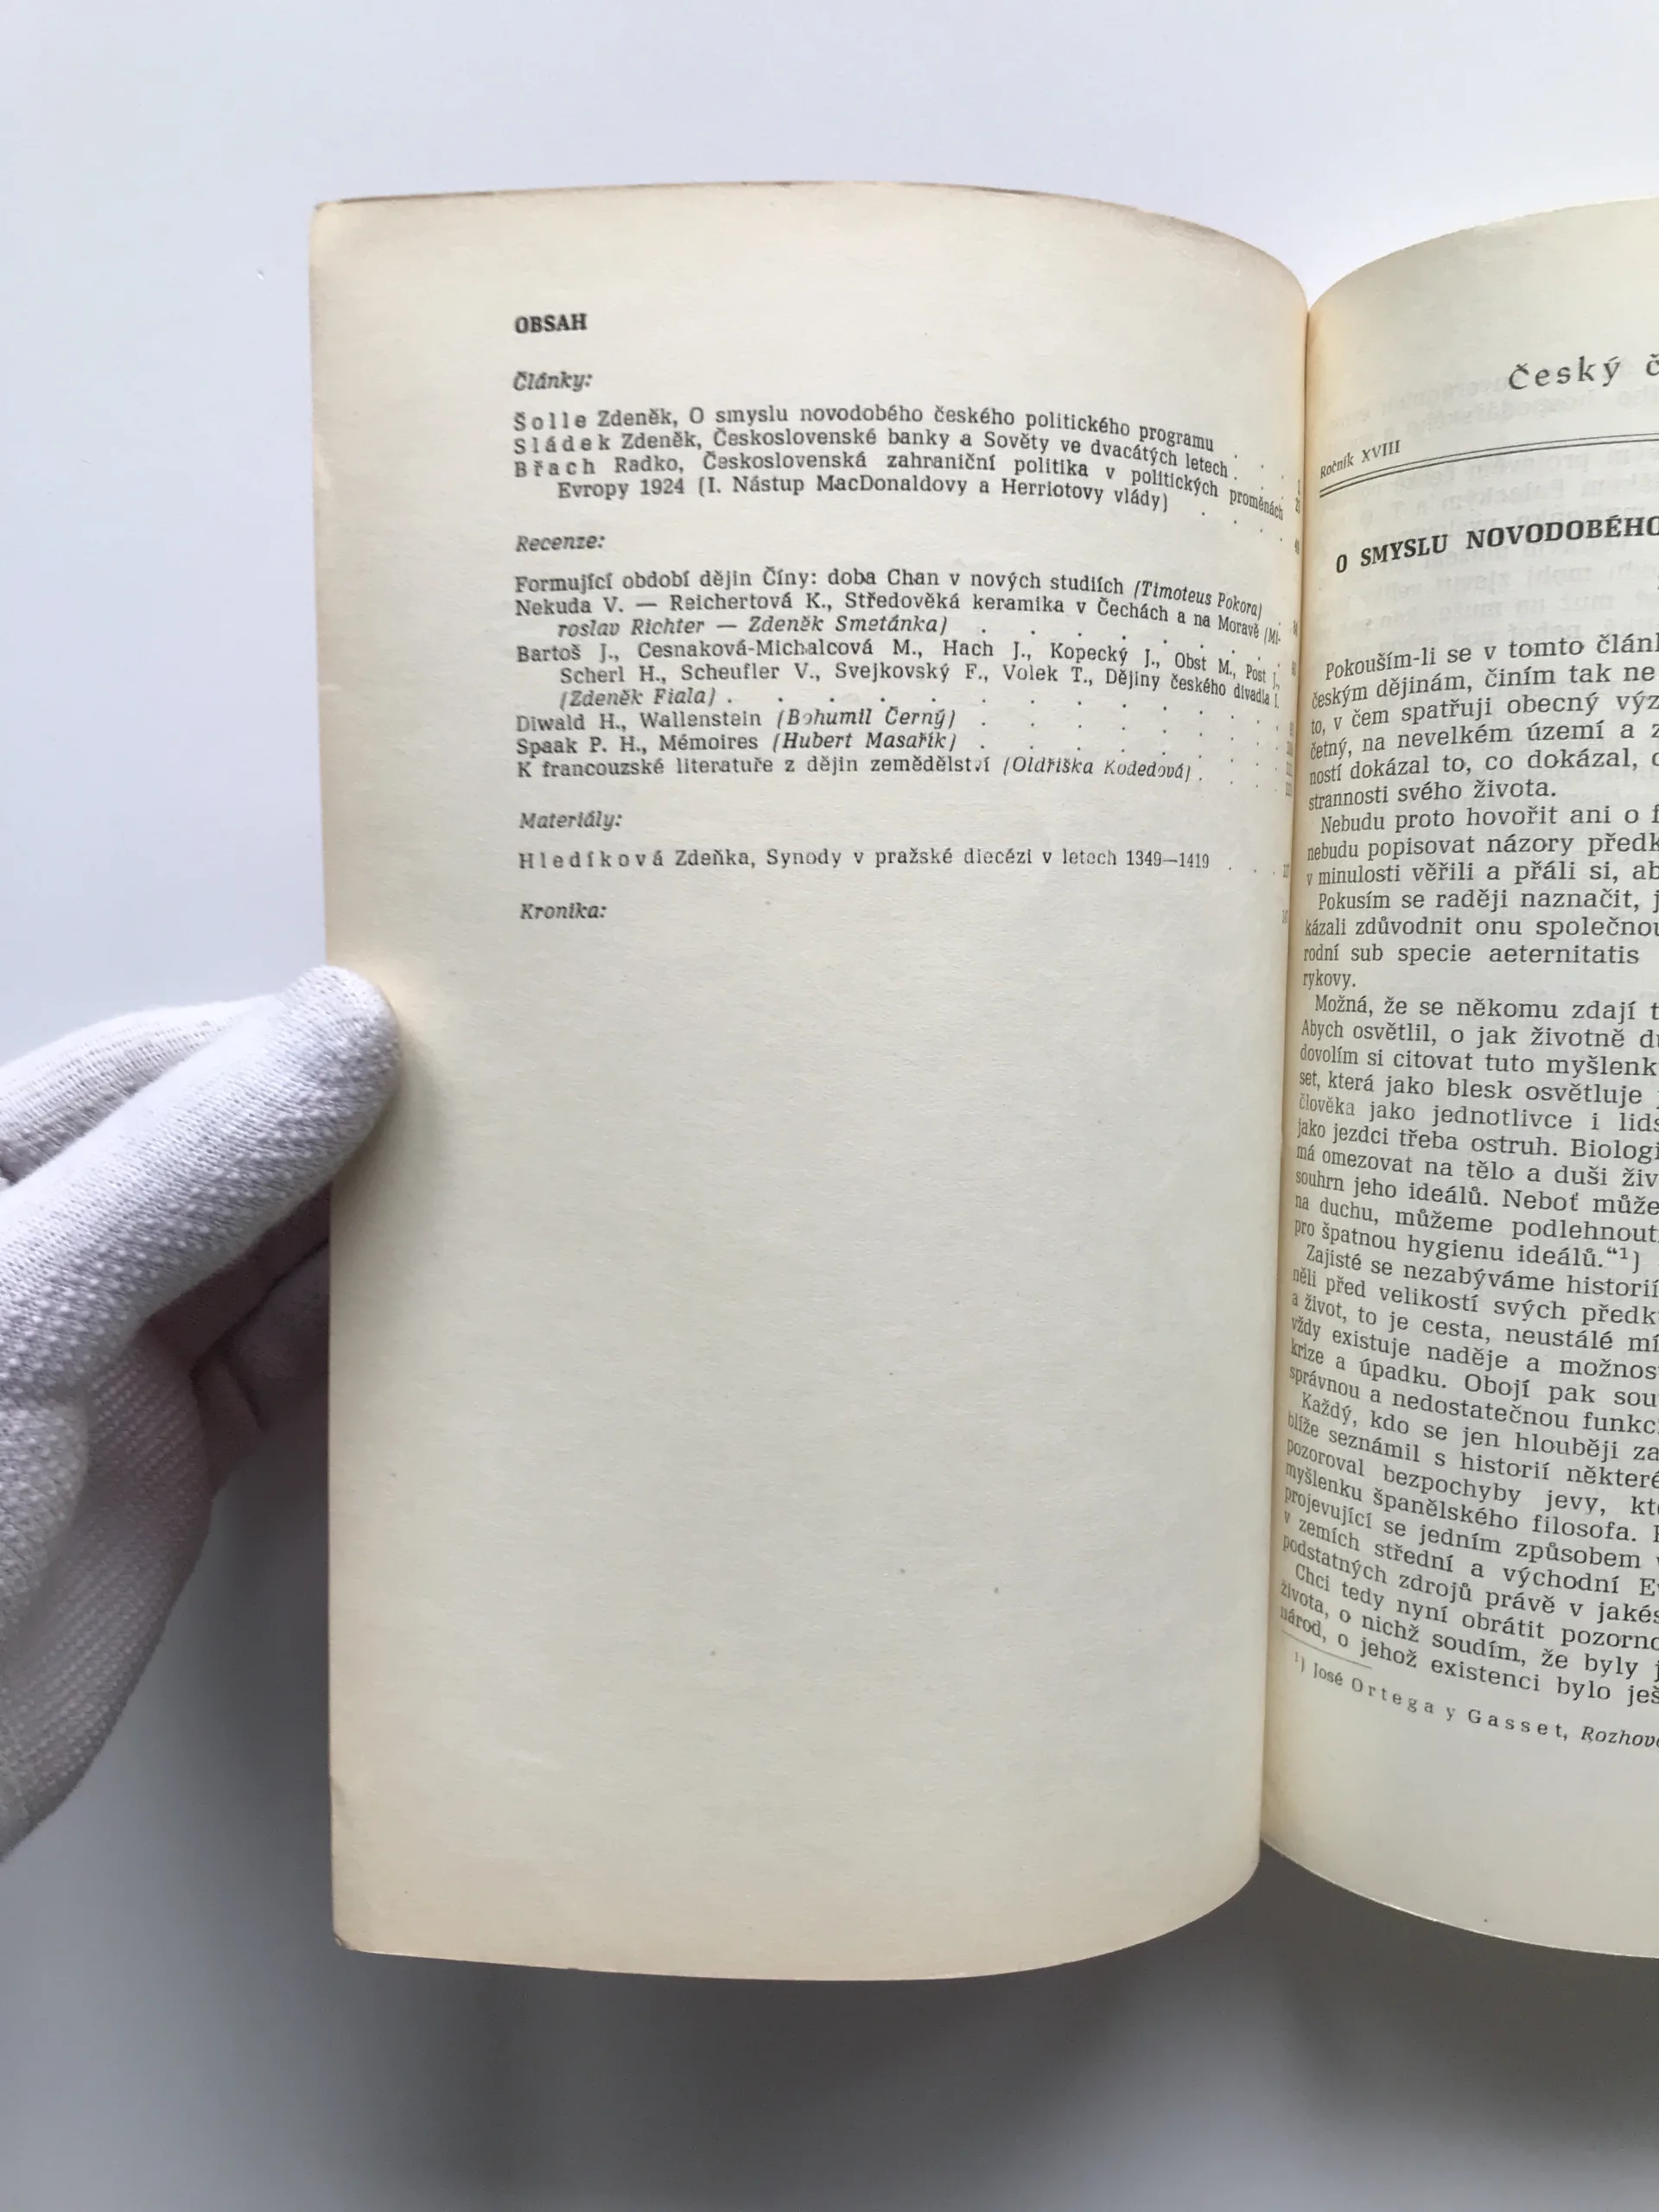 OBSAH
Články:
Šolle Zdeněk, O smyslu novodobého českého politického programu
Sládek Zdeněk, Československé banky a Sověty ve dvacátých letech . . .
Břach Radko, Československá zahraniční politika v politických proměnách
Evropy 1924 (I. Nástup MacDonaldovy a Herriotovy vlády) . . .
Recenze:
Formující období dějin Číny: doba Chan v nových studiích (Timoteus Pokora)
Nekuda V. — Reichertová K., Středověká keramika v Čechách a na Moravě (Mi-
roslav Richter — Zdeněk Smetánka) . . . . . . .
Bartoš J., Cesnaková-Michalcová M., Hach J., Kopecký J., Obst M., Post J.,
Scherl H., Scheufler V., Svejkovský F., Volek T., Dějiny českého divadla I.
(Zdeněk Fiala) . . . . . . . . . . .
Diwald H., Wallenstein (Bohumil Černý) . . . . . . .
Spaak P. H., Mémoires (Hubert Masařík) . . . . . . .
K francouzské literatuře z dějin zemědělství (Oldřiška Kodedová) . . .
Materiály:
Hledíková Zdeňka, Synody v pražské diecézi v letech 1349—1419 . . .
Kronika:
Český č
Ročník XVIII
O SMYSLU NOVODOBÉHO
Pokouším-li se v tomto článk
českým dějinám, činím tak ne
to, v čem spatřuji obecný výz
četný, na nevelkém území a z
ností dokázal to, co dokázal,
strannosti svého života.
Nebudu proto hovořit ani o f
nebudu popisovat názory předk
v minulosti věřili a přáli si, ab
Pokusím se raději naznačit, j
kázali zdůvodnit onu společnou
rodní sub specie aeternitatis
rykovy.
Možná, že se někomu zdají t
Abych osvětlil, o jak životně dů
dovolím si citovat tuto myšlenk
set, která jako blesk osvětluje
člověka jako jednotlivce i lids
jako jezdci třeba ostruh. Biologi
má omezovat na tělo a duši živ
souhrn jeho ideálů. Neboť může
na duchu, můžeme podlehnout
pro špatnou hygienu ideálů.“¹)
Zajisté se nezabýváme historií
něli před velikostí svých předk
a život, to je cesta, neustálé mí
vždy existuje naděje a možnos
krize a úpadku. Obojí pak sou
správnou a nedostatečnou funkc
Každý, kdo se jen hlouběji za
blíže seznámil s historií některé
pozoroval bezpochyby jevy, kt
myšlenku španělského filosofa.
projevující se jedním způsobem v
v zemích střední a východní Ev
podstatných zdrojů právě v jakés
Chci tedy nyní obrátit pozorno
života, o nichž soudím, že byly j
národ, o jehož existenci bylo ješ
¹) José Ortega y Gasset, Rozhovo